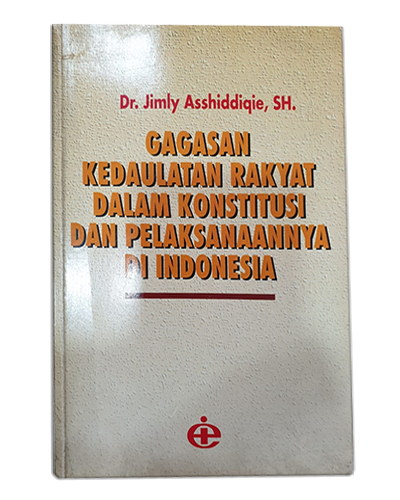 Dr. Jimly Asshiddiqie, SH.
GAGASAN
KEDAULATAN RAKYAT
DALAM KONSTITUSI
DAN PELAKSANAANNYA
DI INDONESIA